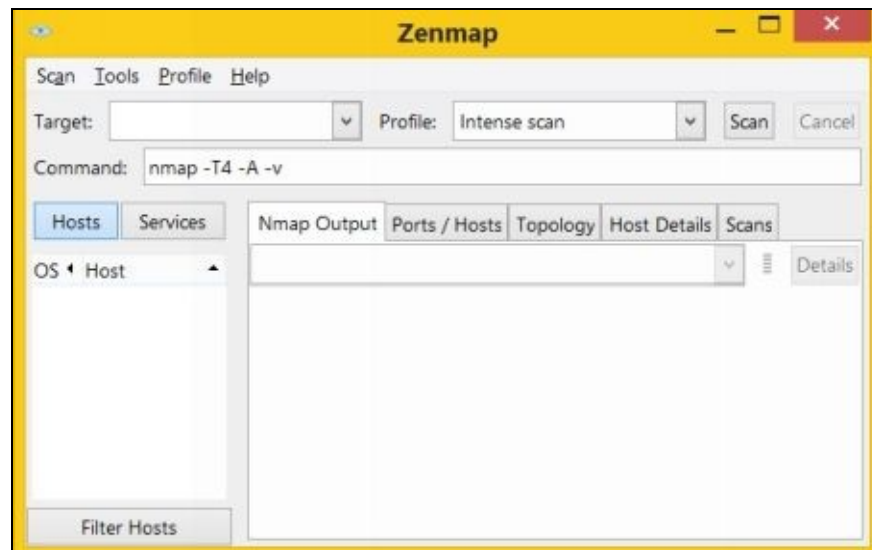 Zenmap
Scan Tools Profile Help
Target: Profile: Intense scan Scan Cancel
Command: nmap -T4 -A -v
Hosts Services Nmap Output Ports / Hosts Topology Host Details Scans
OS Host Details
Filter Hosts